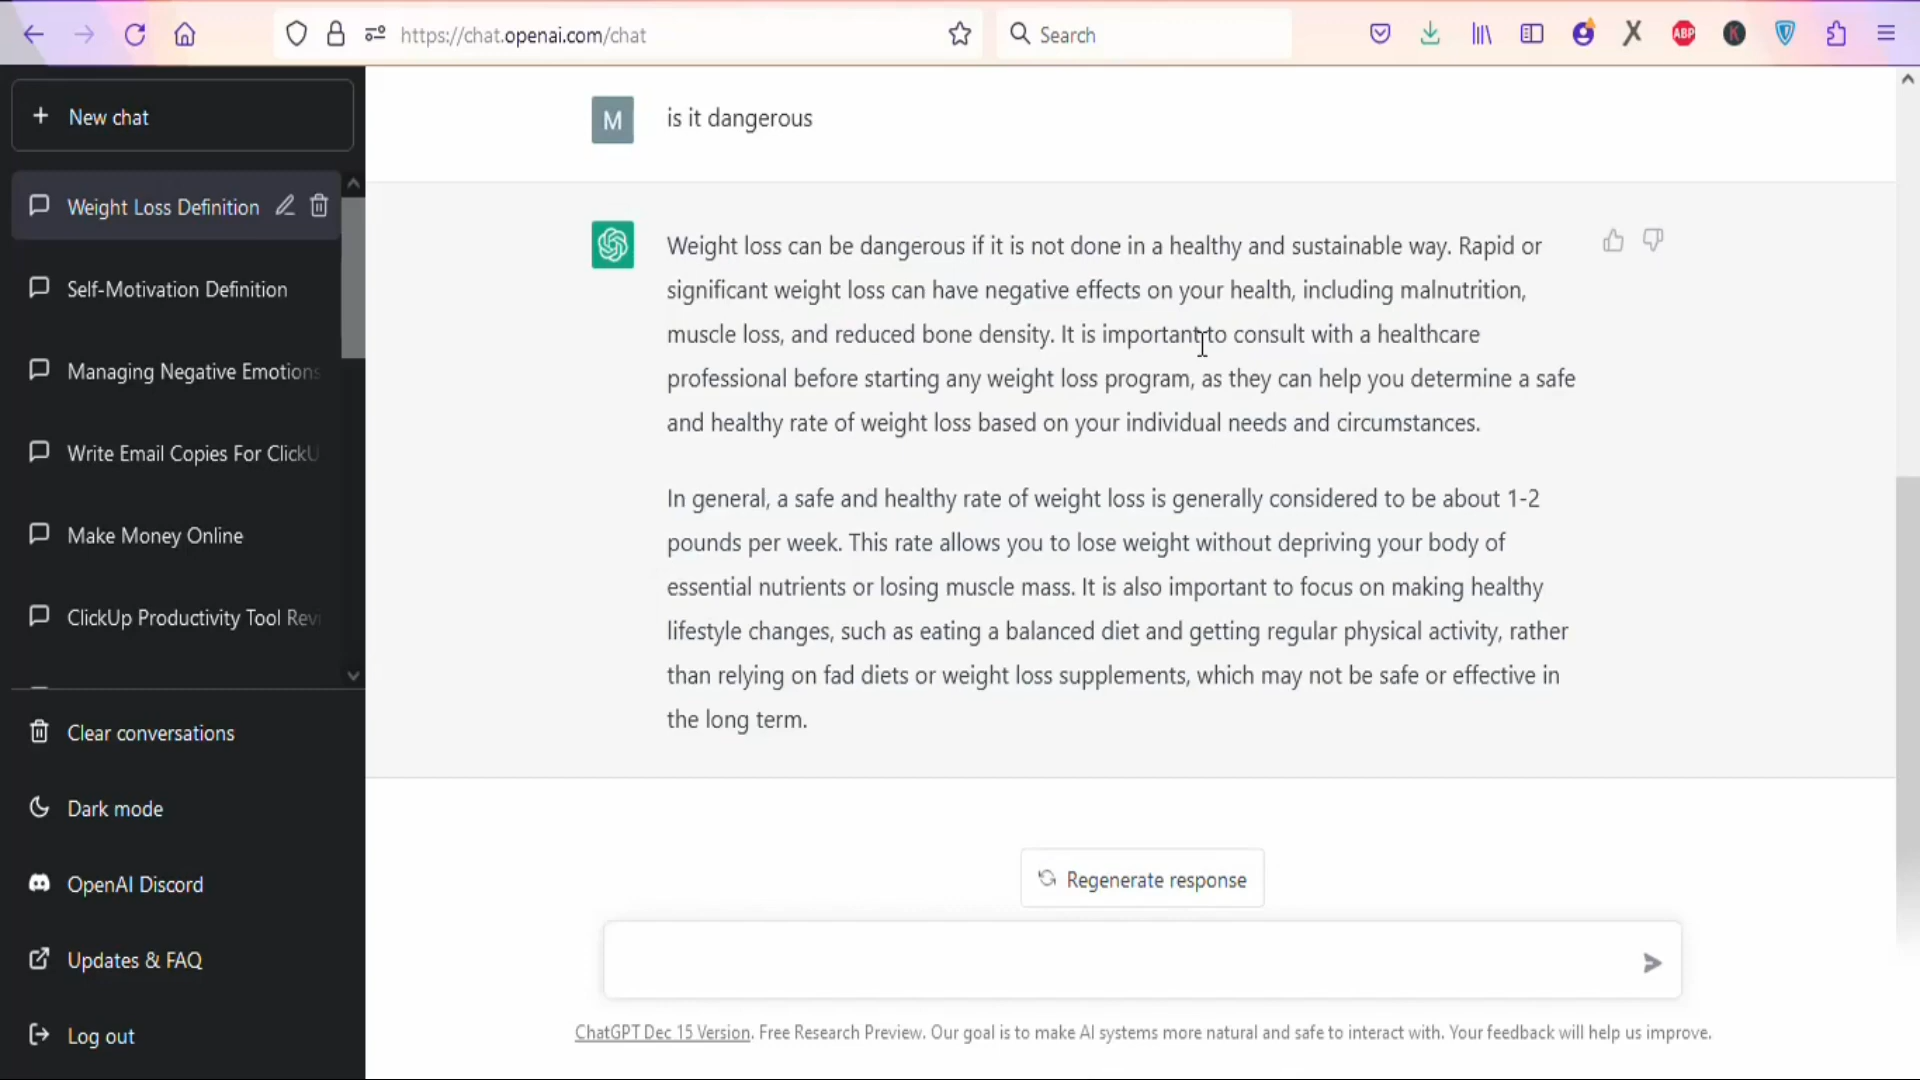 https://chat.openai.com/chat
Search
ABP
K
New chat
Weight Loss Definition
Self-Motivation Definition
Managing Negative Emotions
Write Email Copies For ClickU
Make Money Online
ClickUp Productivity Tool Rev
Clear conversations
Dark mode
OpenAI Discord
Updates & FAQ
Log out
M
is it dangerous
Weight loss can be dangerous if it is not done in a healthy and sustainable way. Rapid or
significant weight loss can have negative effects on your health, including malnutrition,
muscle loss, and reduced bone density. It is important to consult with a healthcare
professional before starting any weight loss program, as they can help you determine a safe
and healthy rate of weight loss based on your individual needs and circumstances.
In general, a safe and healthy rate of weight loss is generally considered to be about 1-2
pounds per week. This rate allows you to lose weight without depriving your body of
essential nutrients or losing muscle mass. It is also important to focus on making healthy
lifestyle changes, such as eating a balanced diet and getting regular physical activity, rather
than relying on fad diets or weight loss supplements, which may not be safe or effective in
the long term.
Regenerate response
ChatGPT Dec 15 Version. Free Research Preview. Our goal is to make AI systems more natural and safe to interact with. Your feedback will help us improve.